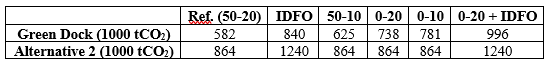 Ref. (50-20) IDFO 50-10 0-20 0-10 0-20 + IDFO
Green Dock (1000 tCO₂) 582 840 625 738 781 996
Alternative 2 (1000 tCO₂) 864 1240 864 864 864 1240